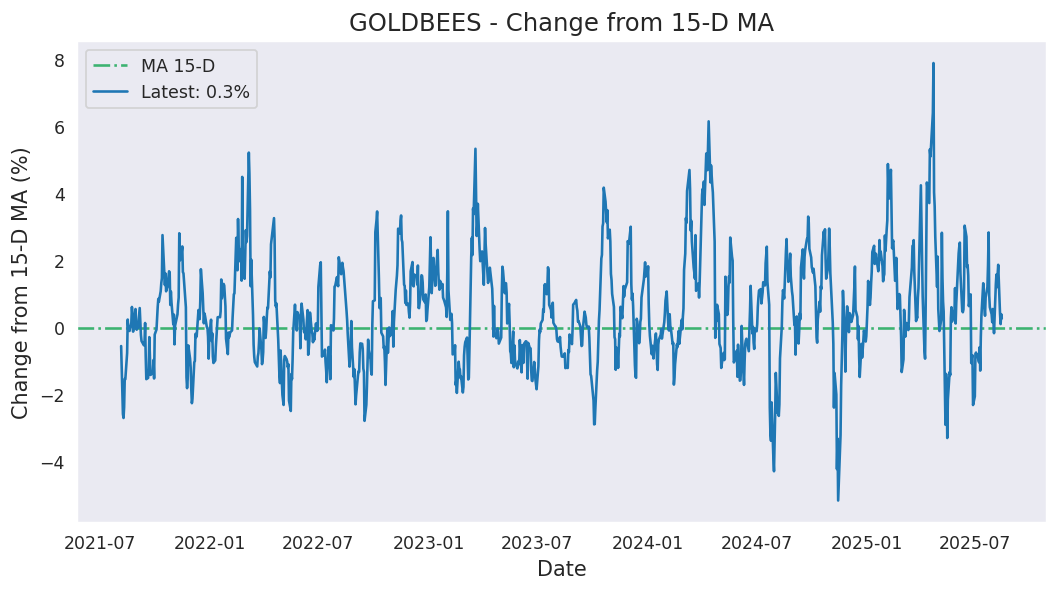 GOLDBEES - Change from 15-D MA
MA 15-D
Latest: 0.3%
Change from 15-D MA (%)
8
6
4
2
0
−2
−4
2021-07 2022-01 2022-07 2023-01 2023-07 2024-01 2024-07 2025-01 2025-07
Date